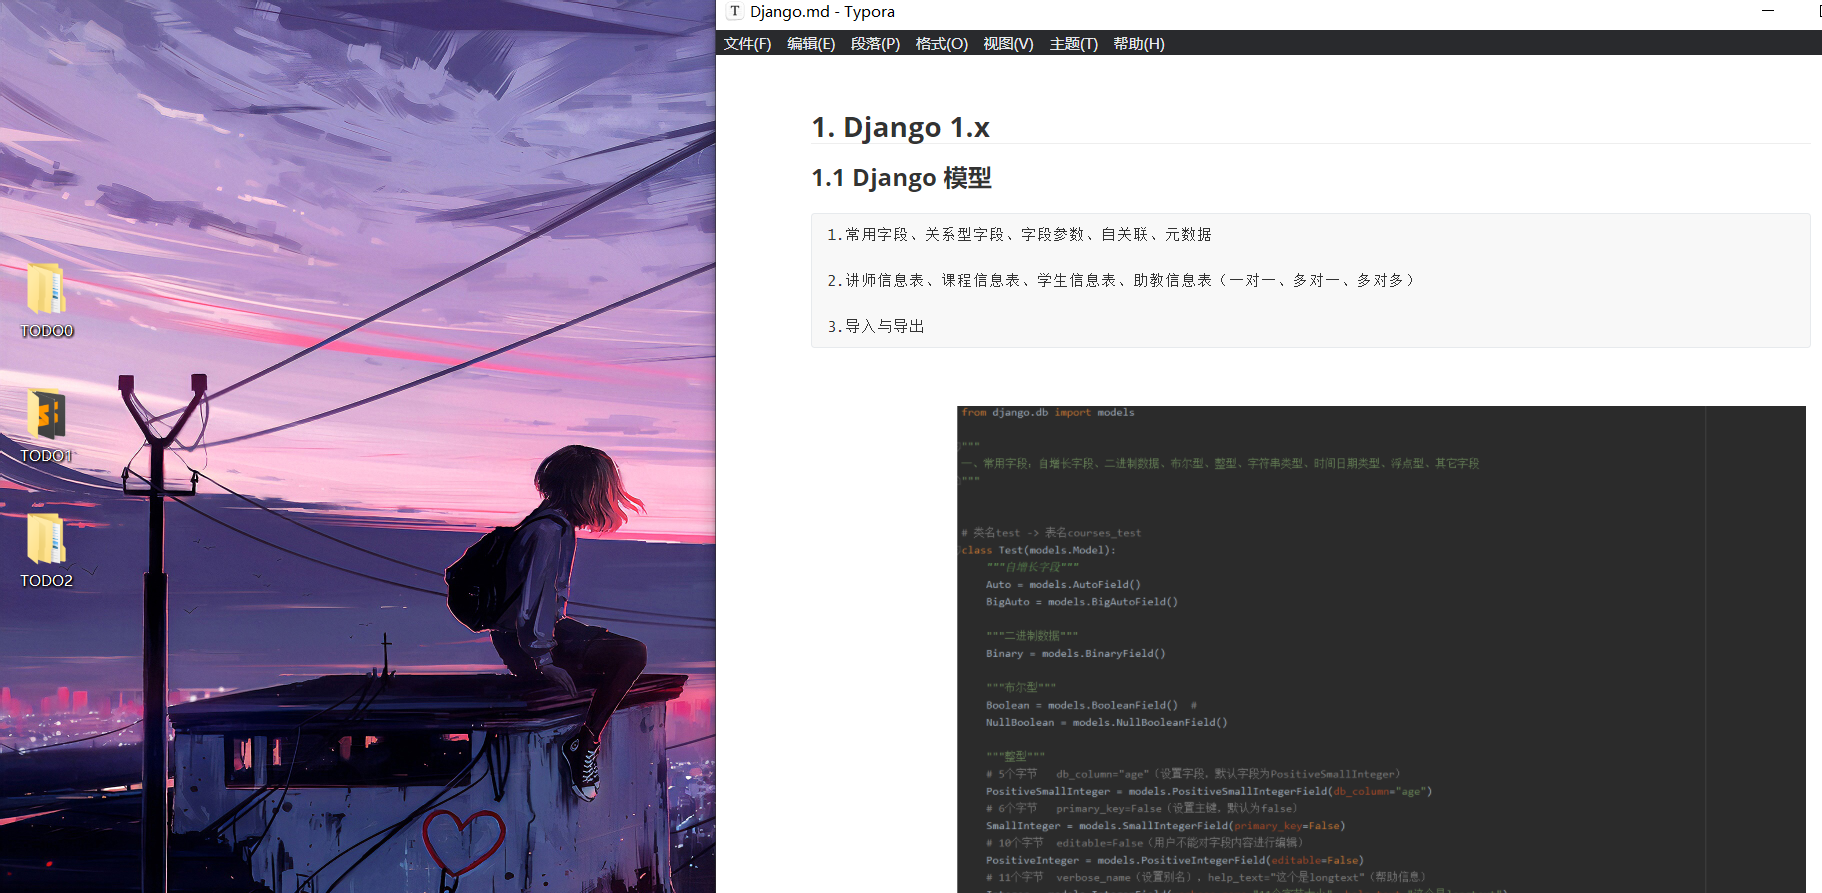 TODO0
TODO1
TODO2
T Django.md - Typora
文件(F) 编辑(E) 段落(P) 格式(O) 视图(V) 主题(T) 帮助(H)
1. Django 1.x
1.1 Django 模型
1.常用字段、关系型字段、字段参数、自关联、元数据
2.讲师信息表、课程信息表、学生信息表、助教信息表（一对一、多对一、多对多）
3.导入与导出
from django.db import models
"""
一、常用字段：自增长字段、二进制数据、布尔型、整型、字符串类型、时间日期类型、浮点型、其它字段
"""
# 类名test -> 表名courses_test
class Test(models.Model):
"""自增长字段"""
Auto = models.AutoField()
BigAuto = models.BigAutoField()
"""二进制数据"""
Binary = models.BinaryField()
"""布尔型"""
Boolean = models.BooleanField() #
NullBoolean = models.NullBooleanField()
"""整型"""
# 5个字节 db_column="age"（设置字段，默认字段为PositiveSmallInteger）
PositiveSmallInteger = models.PositiveSmallIntegerField(db_column="age")
# 6个字节 primary_key=False（设置主键，默认为false）
SmallInteger = models.SmallIntegerField(primary_key=False)
# 10个字节 editable=False（用户不能对字段内容进行编辑）
PositiveInteger = models.PositiveIntegerField(editable=False)
# 11个字节 verbose_name（设置别名），help_text="这个是longtext"（帮助信息）